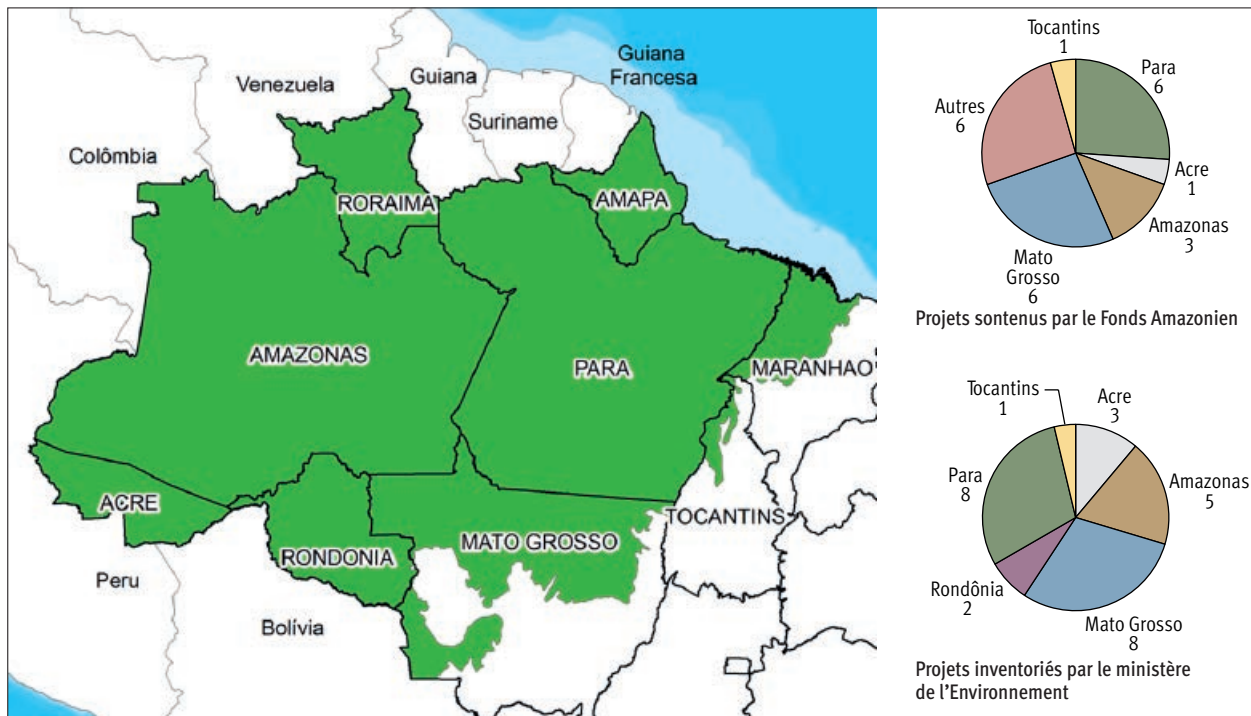 Venezuela
Guiana
Guiana
Francesa
Suriname
Colômbia
RORAIMA
AMAPA
AMAZONAS
PARA
MARANHAO
ACRE
TOCANTINS
RONDONIA
MATO GROSSO
Peru
Bolívia
Tocantins
1
Para
6
Autres
6
Acre
1
Amazonas
3
Mato
Grosso
6
Projets sontenus par le Fonds Amazonien
Tocantins
1
Acre
3
Para
8
Amazonas
5
Rondônia
2
Mato Grosso
8
Projets inventoriés par le ministère
de l'Environnement